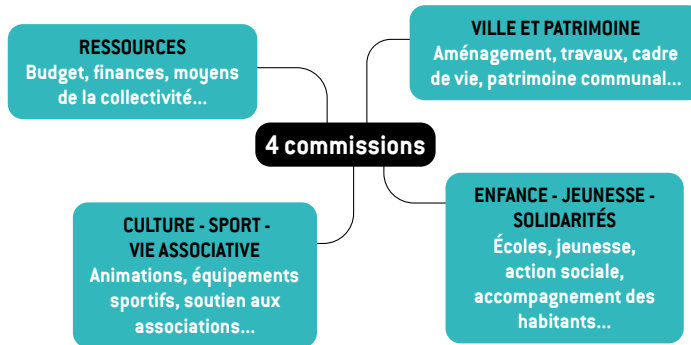 RESSOURCES
Budget, finances, moyens
de la collectivité...
VILLE ET PATRIMOINE
Aménagement, travaux, cadre
de vie, patrimoine communal...
4 commissions
CULTURE - SPORT -
VIE ASSOCIATIVE
Animations, équipements
sportifs, soutien aux
associations...
ENFANCE - JEUNESSE -
SOLIDARITÉS
Écoles, jeunesse,
action sociale,
accompagnement des
habitants...